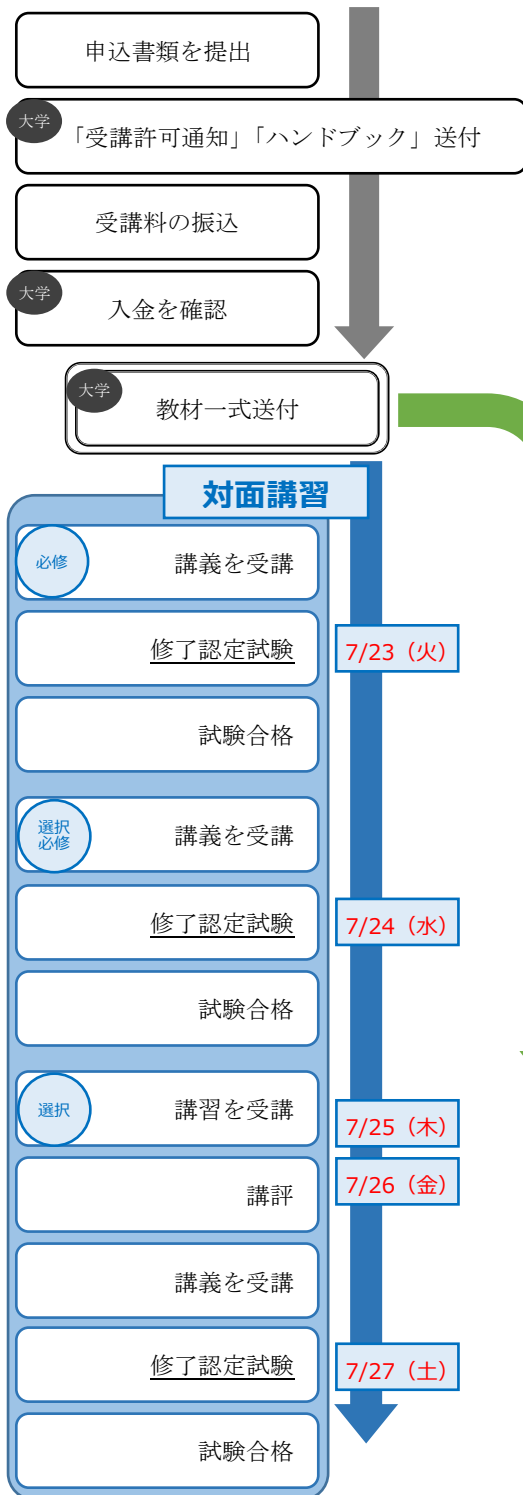 申込書類を提出
大学
「受講許可通知」「ハンドブック」送付
受講料の振込
大学
入金を確認
大学
教材一式送付
対面講習
必修
講義を受講
修了認定試験
7/23（火）
試験合格
選択
必修
講義を受講
修了認定試験
7/24（水）
試験合格
選択
講習を受講
7/25（木）
講評
7/26（金）
講義を受講
修了認定試験
7/27（土）
試験合格